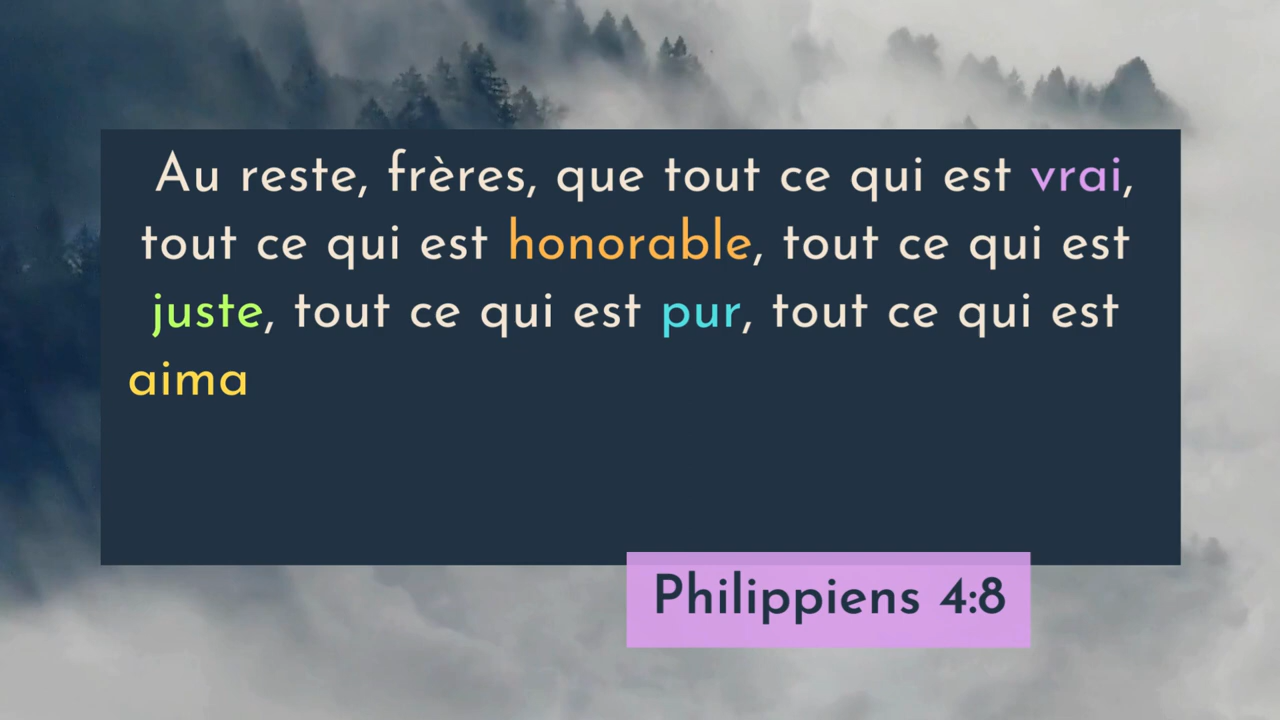 Au reste, frères, que tout ce qui est vrai,
tout ce qui est honorable, tout ce qui est
juste, tout ce qui est pur, tout ce qui est
aima
Philippiens 4:8